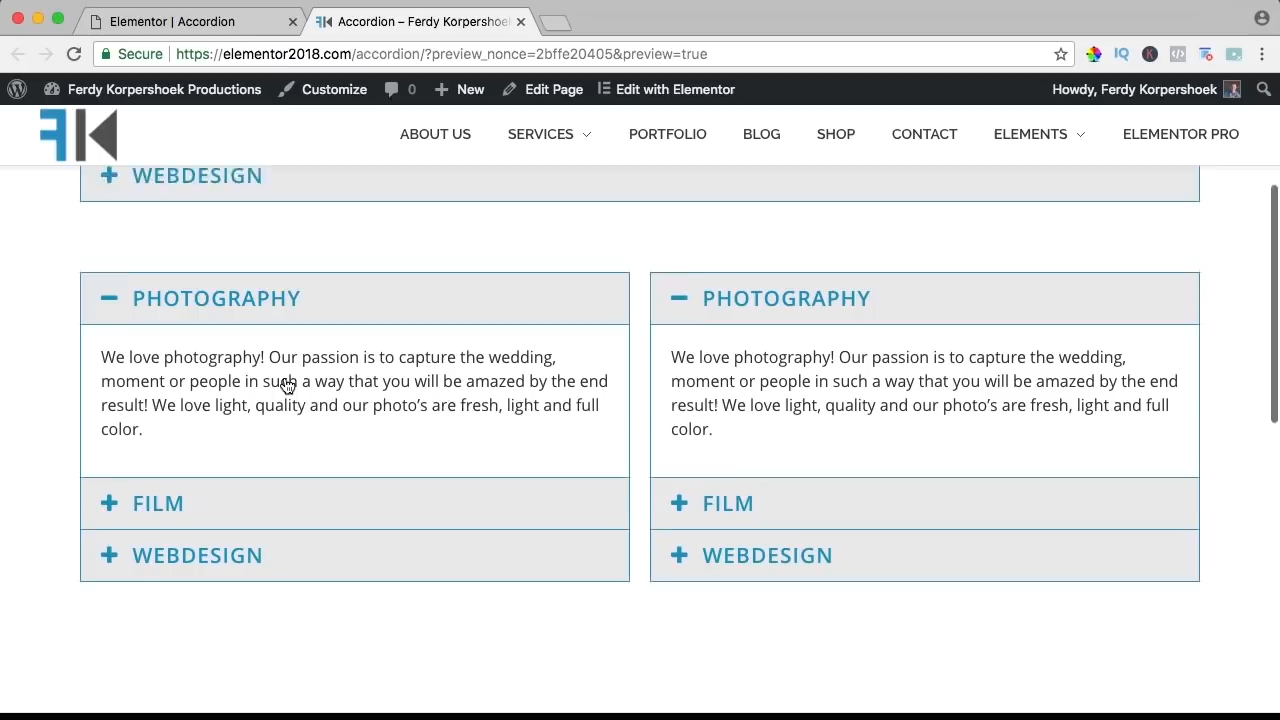 Elementor | Accordion
Accordion – Ferdy Korpershoek
Secure
https://elementor2018.com/accordion/?preview_nonce=2bffe20405&preview=true
Ferdy Korpershoek Productions
Customize
0
New
Edit Page
Edit with Elementor
Howdy, Ferdy Korpershoek
FK
ABOUT US
SERVICES
PORTFOLIO
BLOG
SHOP
CONTACT
ELEMENTS
ELEMENTOR PRO
WEBDESIGN
PHOTOGRAPHY
We love photography! Our passion is to capture the wedding,
moment or people in such a way that you will be amazed by the end
result! We love light, quality and our photo’s are fresh, light and full
color.
FILM
WEBDESIGN
PHOTOGRAPHY
We love photography! Our passion is to capture the wedding,
moment or people in such a way that you will be amazed by the end
result! We love light, quality and our photo’s are fresh, light and full
color.
FILM
WEBDESIGN